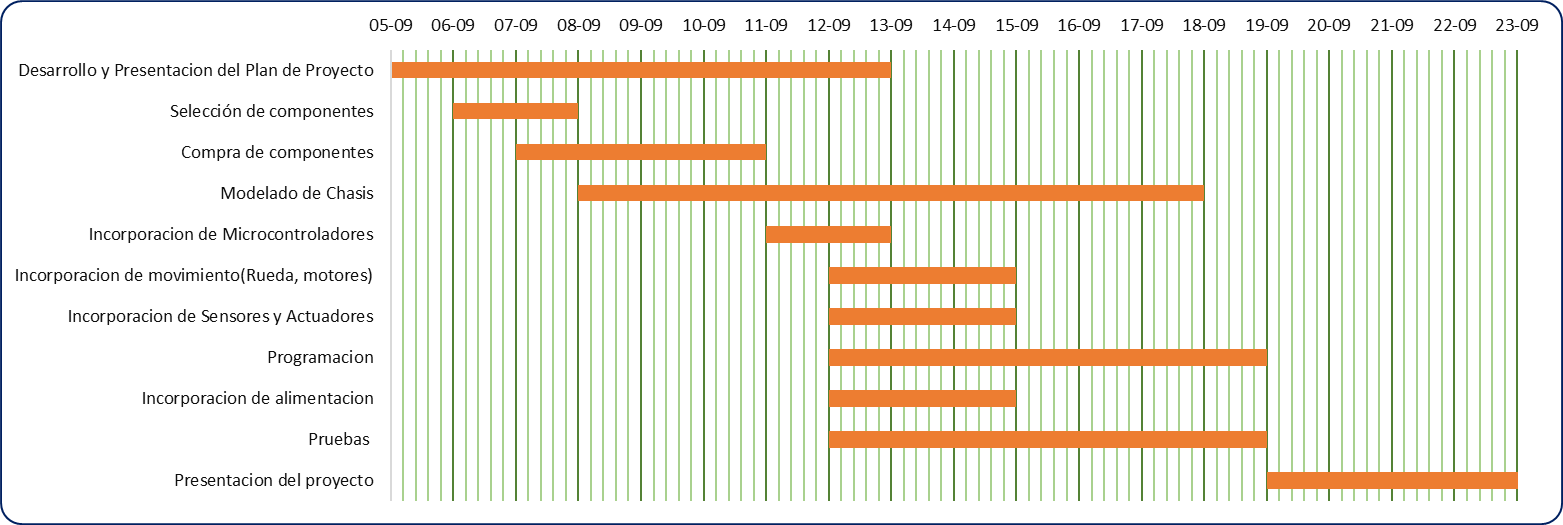 05-09 06-09 07-09 08-09 09-09 10-09 11-09 12-09 13-09 14-09 15-09 16-09 17-09 18-09 19-09 20-09 21-09 22-09 23-09
Desarrollo y Presentacion del Plan de Proyecto
Selección de componentes
Compra de componentes
Modelado de Chasis
Incorporacion de Microcontroladores
Incorporacion de movimiento(Rueda, motores)
Incorporacion de Sensores y Actuadores
Programacion
Incorporacion de alimentacion
Pruebas
Presentacion del proyecto